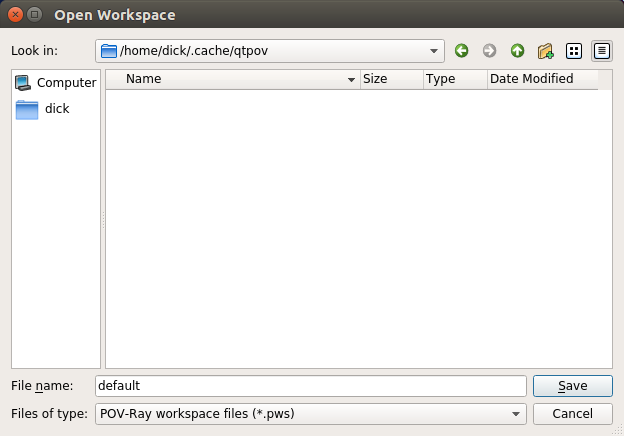 Open Workspace
Look in: /home/dick/.cache/qtpov
Computer
dick
Name Size Type Date Modified
File name: default Save
Files of type: POV-Ray workspace files (*.pws) Cancel